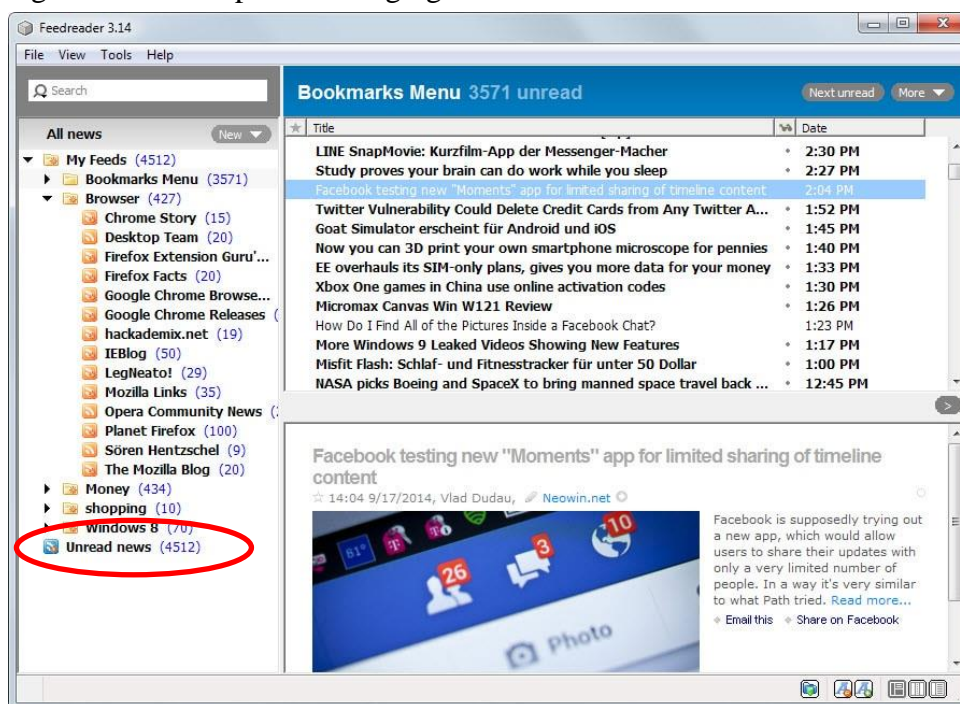 Feedreader 3.14
File View Tools Help
Search
Bookmarks Menu 3571 unread
Next unread
More
All news
New
My Feeds (4512)
Bookmarks Menu (3571)
Browser (427)
Chrome Story (15)
Desktop Team (20)
Firefox Extension Guru'...
Firefox Facts (20)
Google Chrome Browse...
Google Chrome Releases (
hackademix.net (19)
IEBlog (50)
LegNeato! (29)
Mozilla Links (35)
Opera Community News (
Planet Firefox (100)
Sören Hentzschel (9)
The Mozilla Blog (20)
Money (434)
shopping (10)
Windows 8 (70)
Unread news (4512)
Title Date
LINE SnapMovie: Kurzfilm-App der Messenger-Macher 2:30 PM
Study proves your brain can do work while you sleep 2:27 PM
Facebook testing new "Moments" app for limited sharing of timeline content 2:04 PM
Twitter Vulnerability Could Delete Credit Cards from Any Twitter A... 1:52 PM
Goat Simulator erscheint für Android und iOS 1:45 PM
Now you can 3D print your own smartphone microscope for pennies 1:40 PM
EE overhauls its SIM-only plans, gives you more data for your money 1:33 PM
Xbox One games in China use online activation codes 1:30 PM
Micromax Canvas Win W121 Review 1:26 PM
How Do I Find All of the Pictures Inside a Facebook Chat? 1:23 PM
More Windows 9 Leaked Videos Showing New Features 1:17 PM
Misfit Flash: Schlaf- und Fitnesstracker für unter 50 Dollar 1:00 PM
NASA picks Boeing and SpaceX to bring manned space travel back ... 12:45 PM
Facebook testing new "Moments" app for limited sharing of timeline
content
14:04 9/17/2014, Vlad Dudau, Neowin.net
81°
26
3
10
Photo
Facebook is supposedly trying out
a new app, which would allow
users to share their updates with
only a very limited number of
people. In a way it's very similar
to what Path tried. Read more...
Email this Share on Facebook